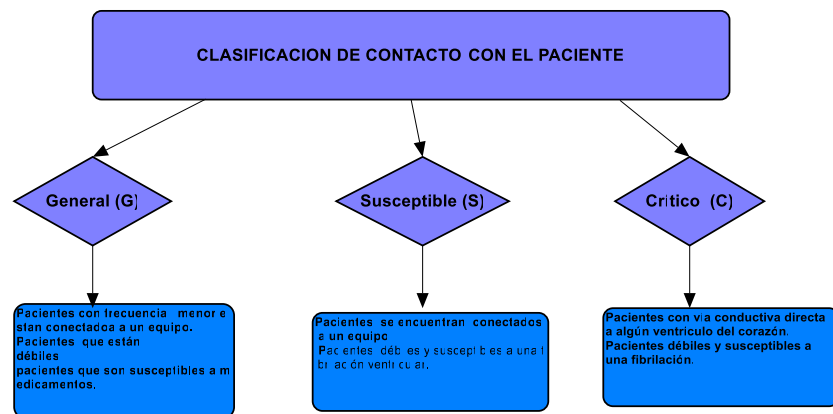 CLASIFICACION DE CONTACTO CON EL PACIENTE
General (G)
Susceptible (S)
Critico (C)
Pacientes con frecuencia menor e
stan conectadoa a un equipo.
Pacientes que están
débiles
pacientes que son susceptibles a m
edicamentos.
Pacientes se encuentran conectados
a un equipo
Pacientes débiles y susceptibles a una f
ibrilación ventricular.
Pacientes con vía conductiva directa
a algún ventriculo del corazón.
Pacientes débiles y susceptibles a
una fibrilación.